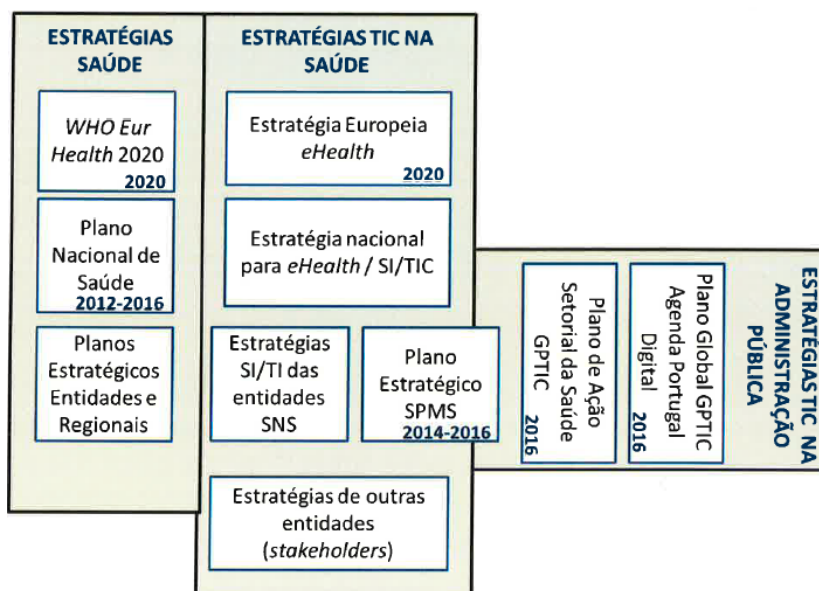 ESTRATÉGIAS
SAÚDE
WHO Eur
Health 2020
2020
Plano
Nacional de
Saúde
2012-2016
Planos
Estratégicos
Entidades e
Regionais
ESTRATÉGIAS TIC NA
SAÚDE
Estratégia Europeia
eHealth
2020
Estratégia nacional
para eHealth / SI/TIC
Estratégias
SI/TI das
entidades
SNS
Plano
Estratégico
SPMS
2014-2016
Estratégias de outras
entidades
(stakeholders)
ESTRATÉGIAS TIC NA
ADMINISTRAÇÃO
PÚBLICA
Plano Global GPTIC
Agenda Portugal
Digital
2016
Plano de Ação
Setorial da Saúde
GPTIC
2016